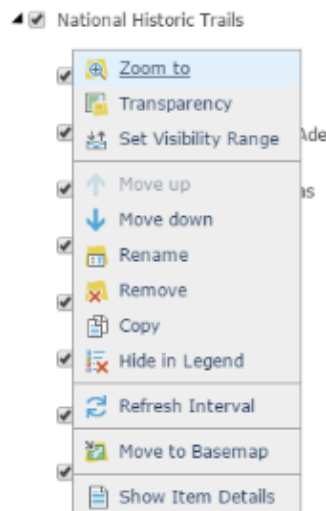 National Historic Trails
Zoom to
Transparency
Set Visibility Range
Move up
Move down
Rename
Remove
Copy
Hide in Legend
Refresh Interval
Move to Basemap
Show Item Details